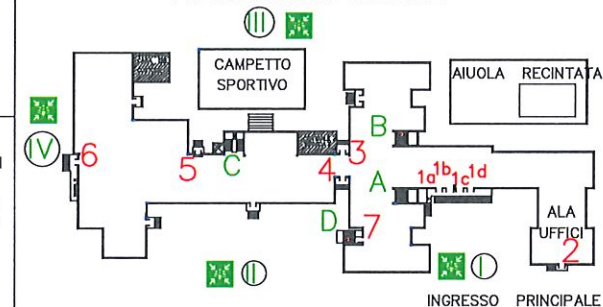 III
CAMPETTO
SPORTIVO
AIUOLA RECINTATA
IV
6
5
C
4
3
B
A
1a
1b
1c
1d
D
7
ALA
UFFICI
2
II
I
INGRESSO PRINCIPALE